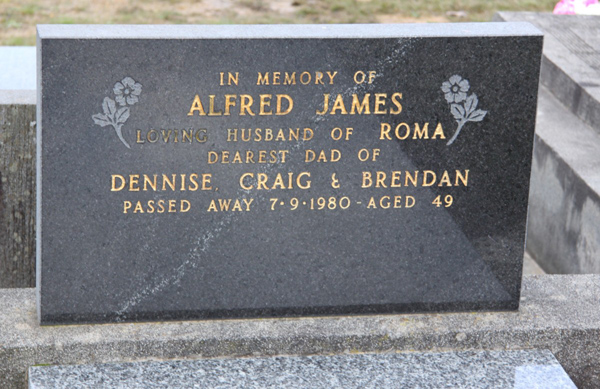 IN MEMORY OF
ALFRED JAMES
LOVING HUSBAND OF ROMA
DEAREST DAD OF
DENNISE, CRAIG & BRENDAN
PASSED AWAY 7·9·1980 - AGED 49